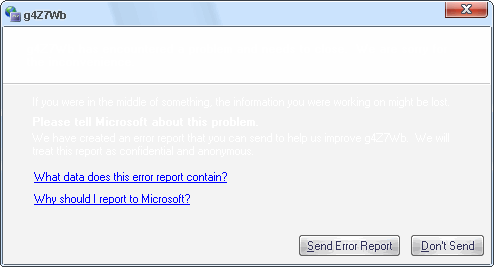 g4Z7Wb
If you were in the middle of something, the information you were working on might be lost.
Please tell Microsoft about this problem.
We have created an error report that you can send to help us improve g4Z7Wb. We will
treat this report as confidential and anonymous.
What data does this error report contain?
Why should I report to Microsoft?
Send Error Report
Don't Send